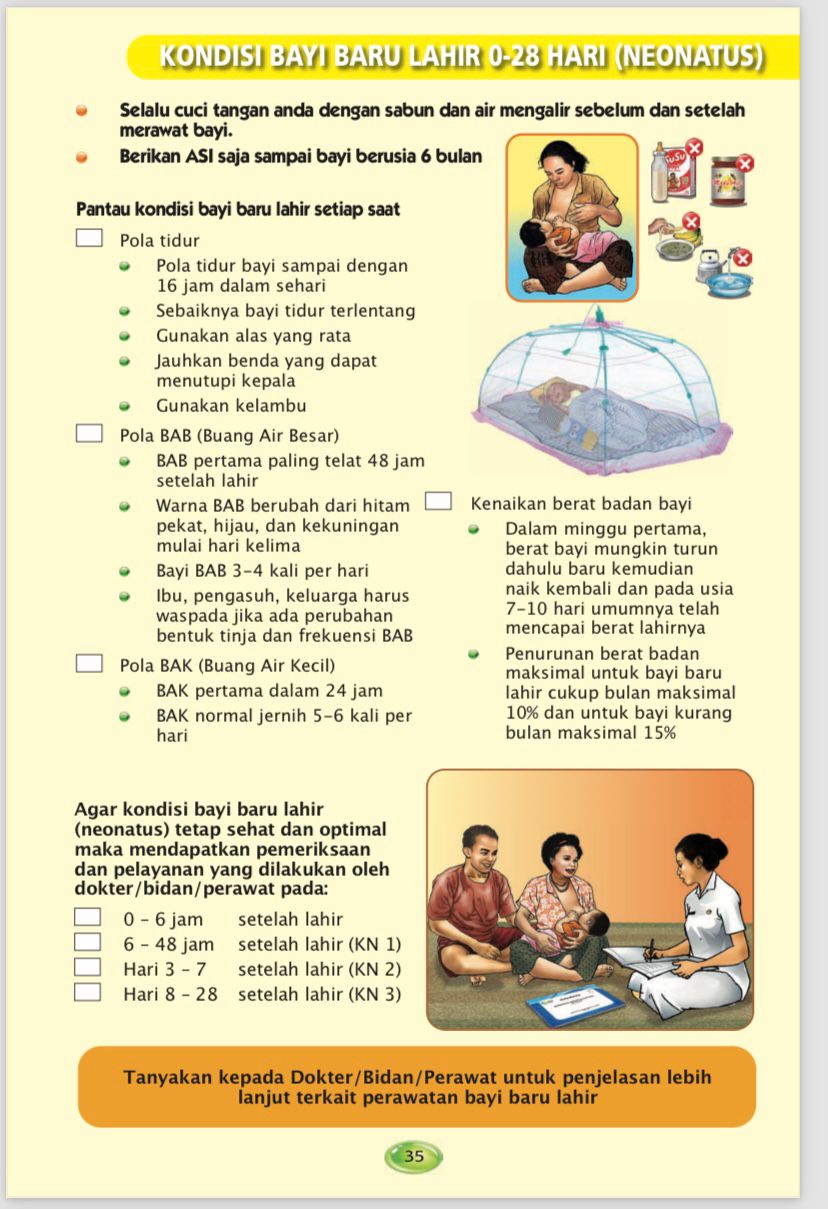 KONDISI BAYI BARU LAHIR 0-28 HARI (NEONATUS)
Selalu cuci tangan anda dengan sabun dan air mengalir sebelum dan setelah
merawat bayi.
Berikan ASI saja sampai bayi berusia 6 bulan
SUSU
Pantau kondisi bayi baru lahir setiap saat
Pola tidur
Pola tidur bayi sampai dengan
16 jam dalam sehari
Sebaiknya bayi tidur terlentang
Gunakan alas yang rata
Jauhkan benda yang dapat
menutupi kepala
Gunakan kelambu
Pola BAB (Buang Air Besar)
BAB pertama paling telat 48 jam
setelah lahir
Warna BAB berubah dari hitam
pekat, hijau, dan kekuningan
mulai hari kelima
Bayi BAB 3-4 kali per hari
Ibu, pengasuh, keluarga harus
waspada jika ada perubahan
bentuk tinja dan frekuensi BAB
Pola BAK (Buang Air Kecil)
BAK pertama dalam 24 jam
BAK normal jernih 5-6 kali per
hari
Kenaikan berat badan bayi
Dalam minggu pertama,
berat bayi mungkin turun
dahulu baru kemudian
naik kembali dan pada usia
7-10 hari umumnya telah
mencapai berat lahirnya
Penurunan berat badan
maksimal untuk bayi baru
lahir cukup bulan maksimal
10% dan untuk bayi kurang
bulan maksimal 15%
Agar kondisi bayi baru lahir
(neonatus) tetap sehat dan optimal
maka mendapatkan pemeriksaan
dan pelayanan yang dilakukan oleh
dokter/bidan/perawat pada:
0 - 6 jam setelah lahir
6 - 48 jam setelah lahir (KN 1)
Hari 3 - 7 setelah lahir (KN 2)
Hari 8 - 28 setelah lahir (KN 3)
Tanyakan kepada Dokter/Bidan/Perawat untuk penjelasan lebih
lanjut terkait perawatan bayi baru lahir
35